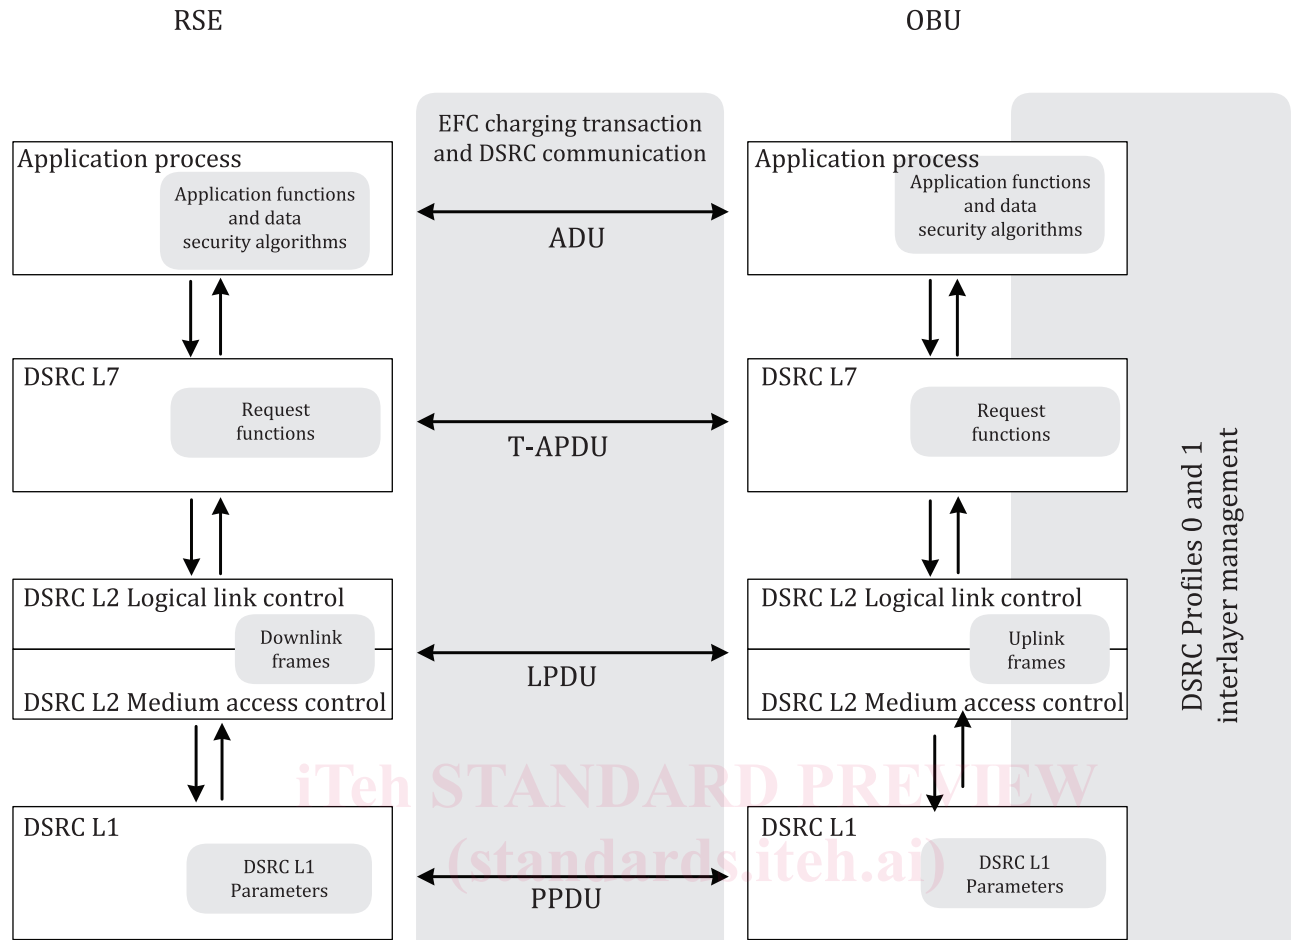 RSE
OBU
EFC charging transaction
and DSRC communication
Application process
Application functions
and data
security algorithms
ADU
Application process
Application functions
and data
security algorithms
DSRC L7
Request
functions
T-APDU
DSRC L7
Request
functions
DSRC L2 Logical link control
Downlink
frames
DSRC L2 Medium access control
LPDU
DSRC L2 Logical link control
Uplink
frames
DSRC L2 Medium access control
DSRC Profiles 0 and 1
interlayer management
iTeh STANDARD PREVIEW
(standards.iteh.ai)
DSRC L1
DSRC L1
Parameters
PPDU
DSRC L1
DSRC L1
Parameters